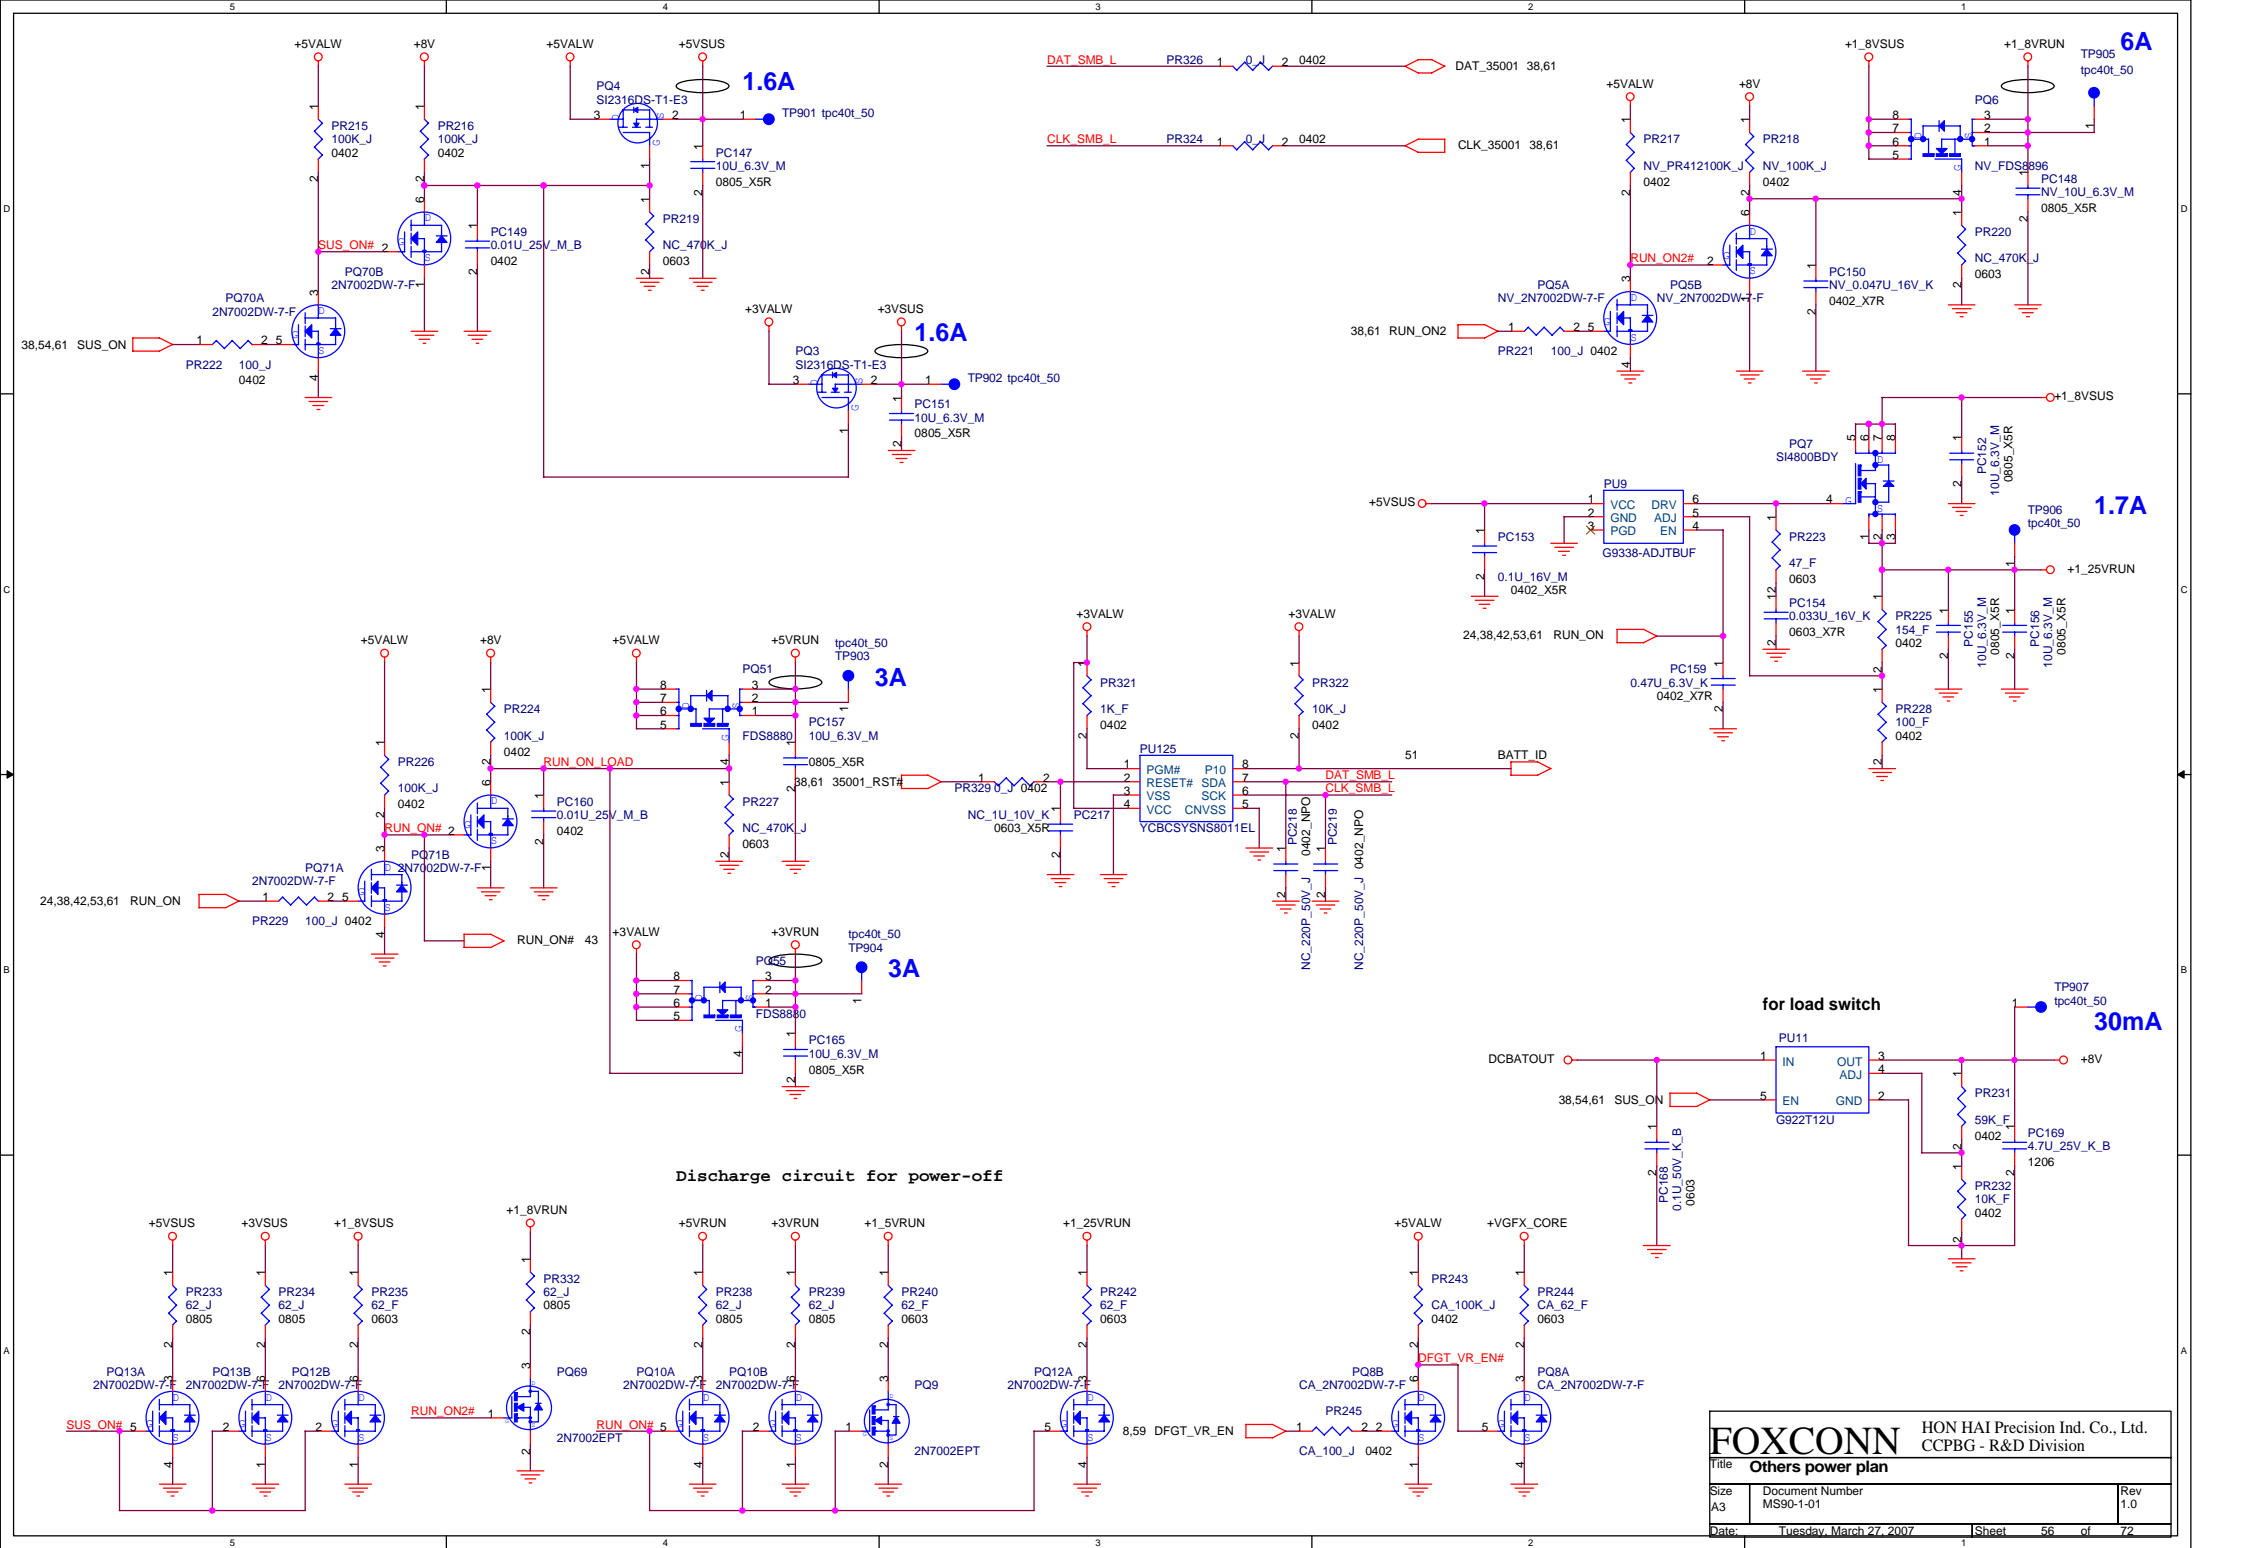 5 4 3 2 1
+5VALW
+8V
+5VALW
+5VSUS
1.6A
PQ4
SI2316DS-T1-E3
TP901 tpc40t_50
PR215
100K_J
0402
PR216
100K_J
0402
PC147
10U_6.3V_M
0805_X5R
PR219
NC_470K_J
0603
PC149
0.01U_25V_M_B
0402
SUS_ON#
PQ70B
2N7002DW-7-F
PQ70A
2N7002DW-7-F
38,54,61 SUS_ON
PR222 100_J
0402
+3VALW
+3VSUS
1.6A
PQ3
SI2316DS-T1-E3
TP902 tpc40t_50
PC151
10U_6.3V_M
0805_X5R
DAT_SMB_L
PR326
0_J
0402
DAT_35001 38,61
CLK_SMB_L
PR324
0_J
0402
CLK_35001 38,61
+5VALW
+8V
+1_8VSUS
+1_8VRUN
6A
TP905
tpc40t_50
PQ6
NV_FDS8896
PR217
NV_PR412100K_J
0402
PR218
NV_100K_J
0402
PC148
NV_10U_6.3V_M
0805_X5R
PR220
NC_470K_J
0603
RUN_ON2#
PQ5A
NV_2N7002DW-7-F
PQ5B
NV_2N7002DW-7-F
PC150
NV_0.047U_16V_K
0402_X7R
38,61 RUN_ON2
PR221 100_J 0402
+1_8VSUS
PQ7
SI4800BDY
PC152
10U_6.3V_M
0805_X5R
1.7A
+5VSUS
PU9
VCC DRV
GND ADJ
PGD EN
G9338-ADJTBUF
TP906
tpc40t_50
PC153
0.1U_16V_M
0402_X5R
PR223
47_F
0603
+1_25VRUN
PC154
0.033U_16V_K
0603_X7R
PR225
154_F
0402
PC155
10U_6.3V_M
0805_X5R
PC156
10U_6.3V_M
0805_X5R
24,38,42,53,61 RUN_ON
PC159
0.47U_6.3V_K
0402_X7R
PR228
100_F
0402
+5VALW
+8V
+5VALW
+5VRUN
tpc40t_50
TP903
3A
PQ51
FDS8880
PR224
100K_J
0402
PR226
100K_J
0402
RUN_ON_LOAD
PC157
10U_6.3V_M
0805_X5R
PC160
0.01U_25V_M_B
0402
PR227
NC_470K_J
0603
RUN_ON#
PQ71B
2N7002DW-7-F
PQ71A
2N7002DW-7-F
24,38,42,53,61 RUN_ON
PR229 100_J 0402
RUN_ON# 43
+3VALW
+3VRUN
tpc40t_50
TP904
3A
PQ55
FDS8880
PC165
10U_6.3V_M
0805_X5R
+3VALW
+3VALW
PR321
1K_F
0402
PR322
10K_J
0402
PU125
PGM# P10
RESET# SDA
VSS SCK
VCC CNVSS
YCBCSYSNS8011EL
38,61 35001_RST#
PR329 0_J 0402
NC_1U_10V_K
0603_X5R
PC217
51
BATT_ID
DAT_SMB_L
CLK_SMB_L
PC218
NC_220P_50V_J 0402_NPO
PC219
NC_220P_50V_J 0402_NPO
for load switch
TP907
tpc40t_50
30mA
DCBATOUT
PU11
IN OUT
ADJ
EN GND
G922T12U
+8V
38,54,61 SUS_ON
PC168
0.1U_50V_K_B
0603
PR231
59K_F
0402
PC169
4.7U_25V_K_B
1206
PR232
10K_F
0402
Discharge circuit for power-off
+5VSUS
+3VSUS
+1_8VSUS
+1_8VRUN
+5VRUN
+3VRUN
+1_5VRUN
+1_25VRUN
+5VALW
+VGFX_CORE
PR233
62_J
0805
PR234
62_J
0805
PR235
62_F
0603
PR332
62_J
0805
PR238
62_J
0805
PR239
62_J
0805
PR240
62_F
0603
PR242
62_F
0603
PR243
CA_100K_J
0402
PR244
CA_62_F
0603
PQ13A
2N7002DW-7-F
PQ13B
2N7002DW-7-F
PQ12B
2N7002DW-7-F
PQ69
2N7002EPT
PQ10A
2N7002DW-7-F
PQ10B
2N7002DW-7-F
PQ9
2N7002EPT
PQ12A
2N7002DW-7-F
DFGT_VR_EN#
PQ8B
CA_2N7002DW-7-F
PQ8A
CA_2N7002DW-7-F
SUS_ON#
RUN_ON2#
RUN_ON#
8,59 DFGT_VR_EN
PR245
CA_100_J 0402
FOXCONN
HON HAI Precision Ind. Co., Ltd.
CCPBG - R&D Division
Title Others power plan
Size
A3
Document Number
MS90-1-01
Rev
1.0
Date: Tuesday, March 27, 2007 Sheet 56 of 72
5 4 3 2 1